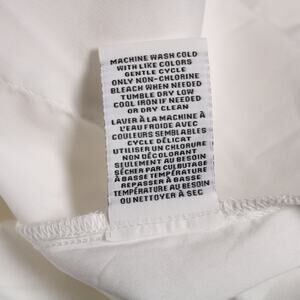 MACHINE WASH COLD
WITH LIKE COLORS
GENTLE CYCLE
ONLY NON-CHLORINE
BLEACH WHEN NEEDED
TUMBLE DRY LOW
COOL IRON IF NEEDED
OR DRY CLEAN
LAVER À LA MACHINE À
L'EAU FROIDE AVEC
COULEURS SEMBLABLES
CYCLE DÉLICAT
UTILISER UN CHLORURE
NON DÉCOLORANT
SEULEMENT AU BESOIN
SÉCHER PAR CULBUTAGE
À BASSE TEMPÉRATURE
REPASSER À BASSE
TEMPÉRATURE AU BESOIN
OU NETTOYER À SEC